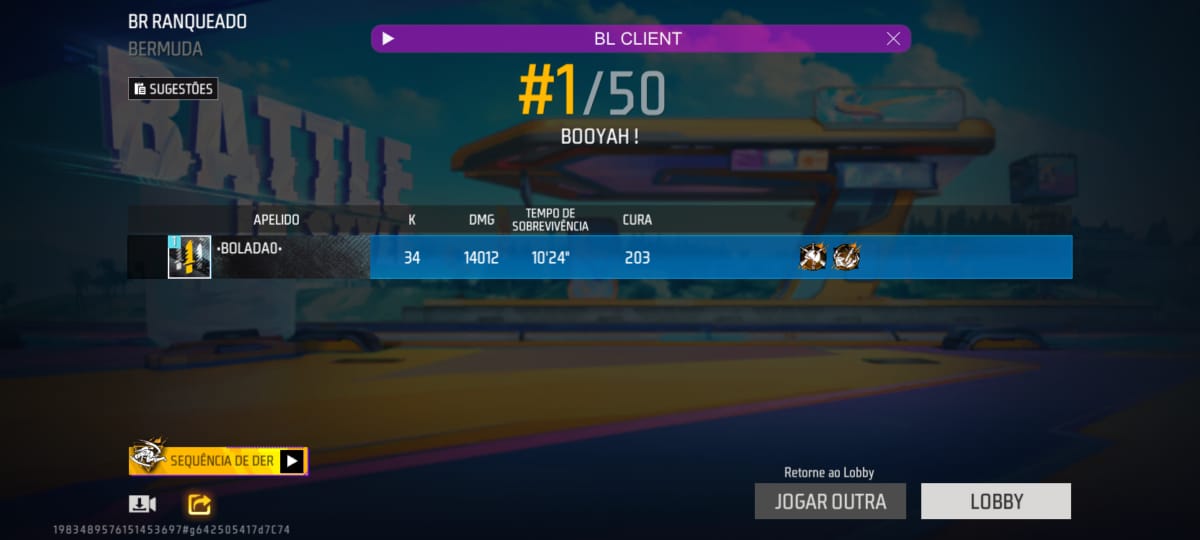 BR RANQUEADO
BERMUDA
SUGESTÕES
BL CLIENT
#1/50
BOOYAH !
BATTLE
APELIDO K DMG TEMPO DE SOBREVIVÊNCIA CURA
•BOLADAO• 34 14012 10'24" 203
SEQUÊNCIA DE DER
Retorne ao Lobby
JOGAR OUTRA
LOBBY
1983489576151453697#g642505417d7C74